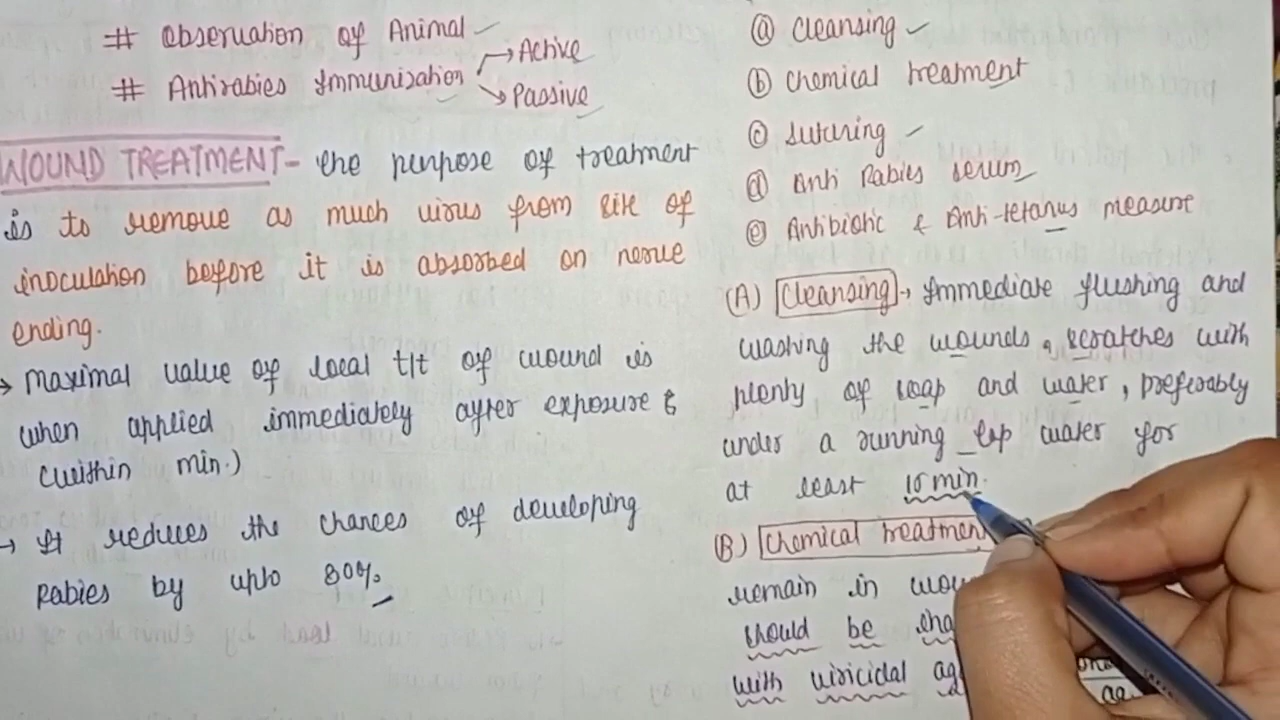 # Observation of Animal
# Antirabies Immunization → Active
→ Passive
WOUND TREATMENT- the purpose of treatment
is to remove as much virus from site of
inoculation before it is absorbed on nerve
ending.
→ Maximal value of local t/t of wound is
when applied immediately after exposure
(within min.)
→ It reduces the chances of developing
Rabies by upto 80%
(a) Cleansing
(b) Chemical treatment
(c) Suturing
(d) Anti Rabies serum
(e) Antibiotic & Anti-tetanus measure
(A) Cleansing → Immediate flushing and
washing the wounds, scratches with
plenty of soap and water, preferably
under a running tap water for
at least 15 min.
(B) Chemical treatment
remain in
should be
with viricidal